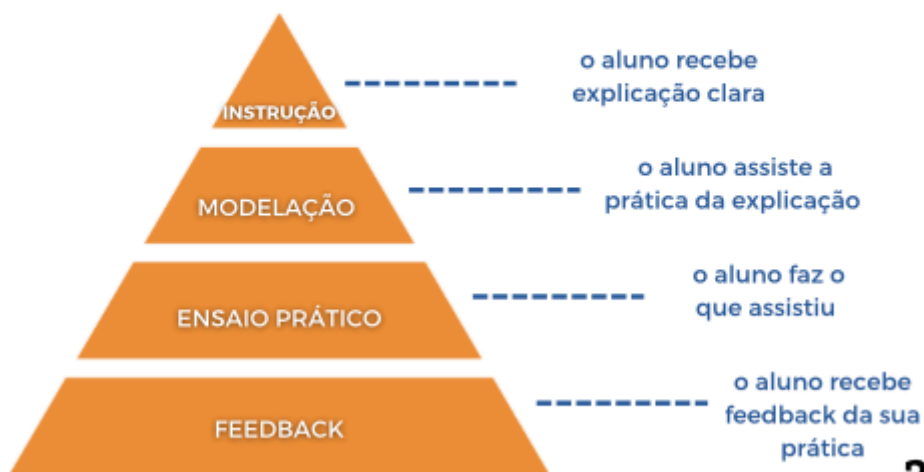 INSTRUÇÃO
o aluno recebe
explicação clara
MODELAÇÃO
o aluno assiste a
prática da explicação
ENSAIO PRÁTICO
o aluno faz o
que assistiu
FEEDBACK
o aluno recebe
feedback da sua
prática